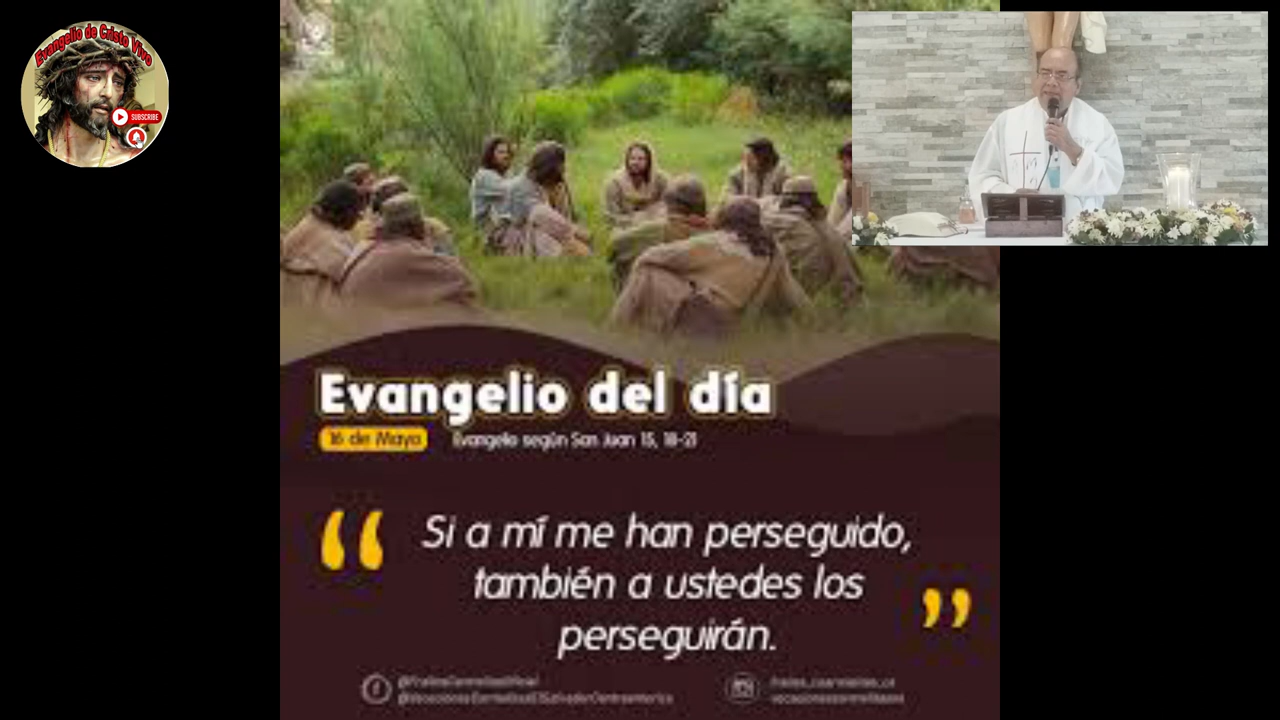 Evangelio de Cristo Vivo
SUBSCRIBE
Evangelio del día
16 de Mayo
Evangelio según San Juan 15, 18-21
“ Si a mí me han perseguido,
también a ustedes los
perseguirán. ”